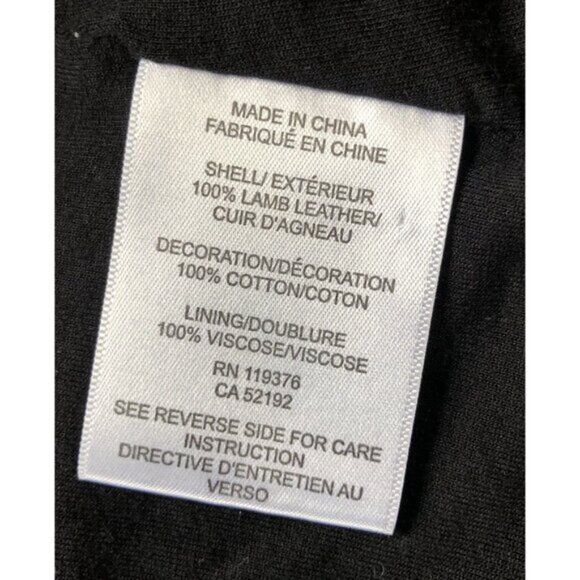 MADE IN CHINA
FABRIQUÉ EN CHINE
SHELL/ EXTÉRIEUR
100% LAMB LEATHER/
CUIR D'AGNEAU
DECORATION/DÉCORATION
100% COTTON/COTON
LINING/DOUBLURE
100% VISCOSE/VISCOSE
RN 119376
CA 52192
SEE REVERSE SIDE FOR CARE
INSTRUCTION
DIRECTIVE D'ENTRETIEN AU
VERSO